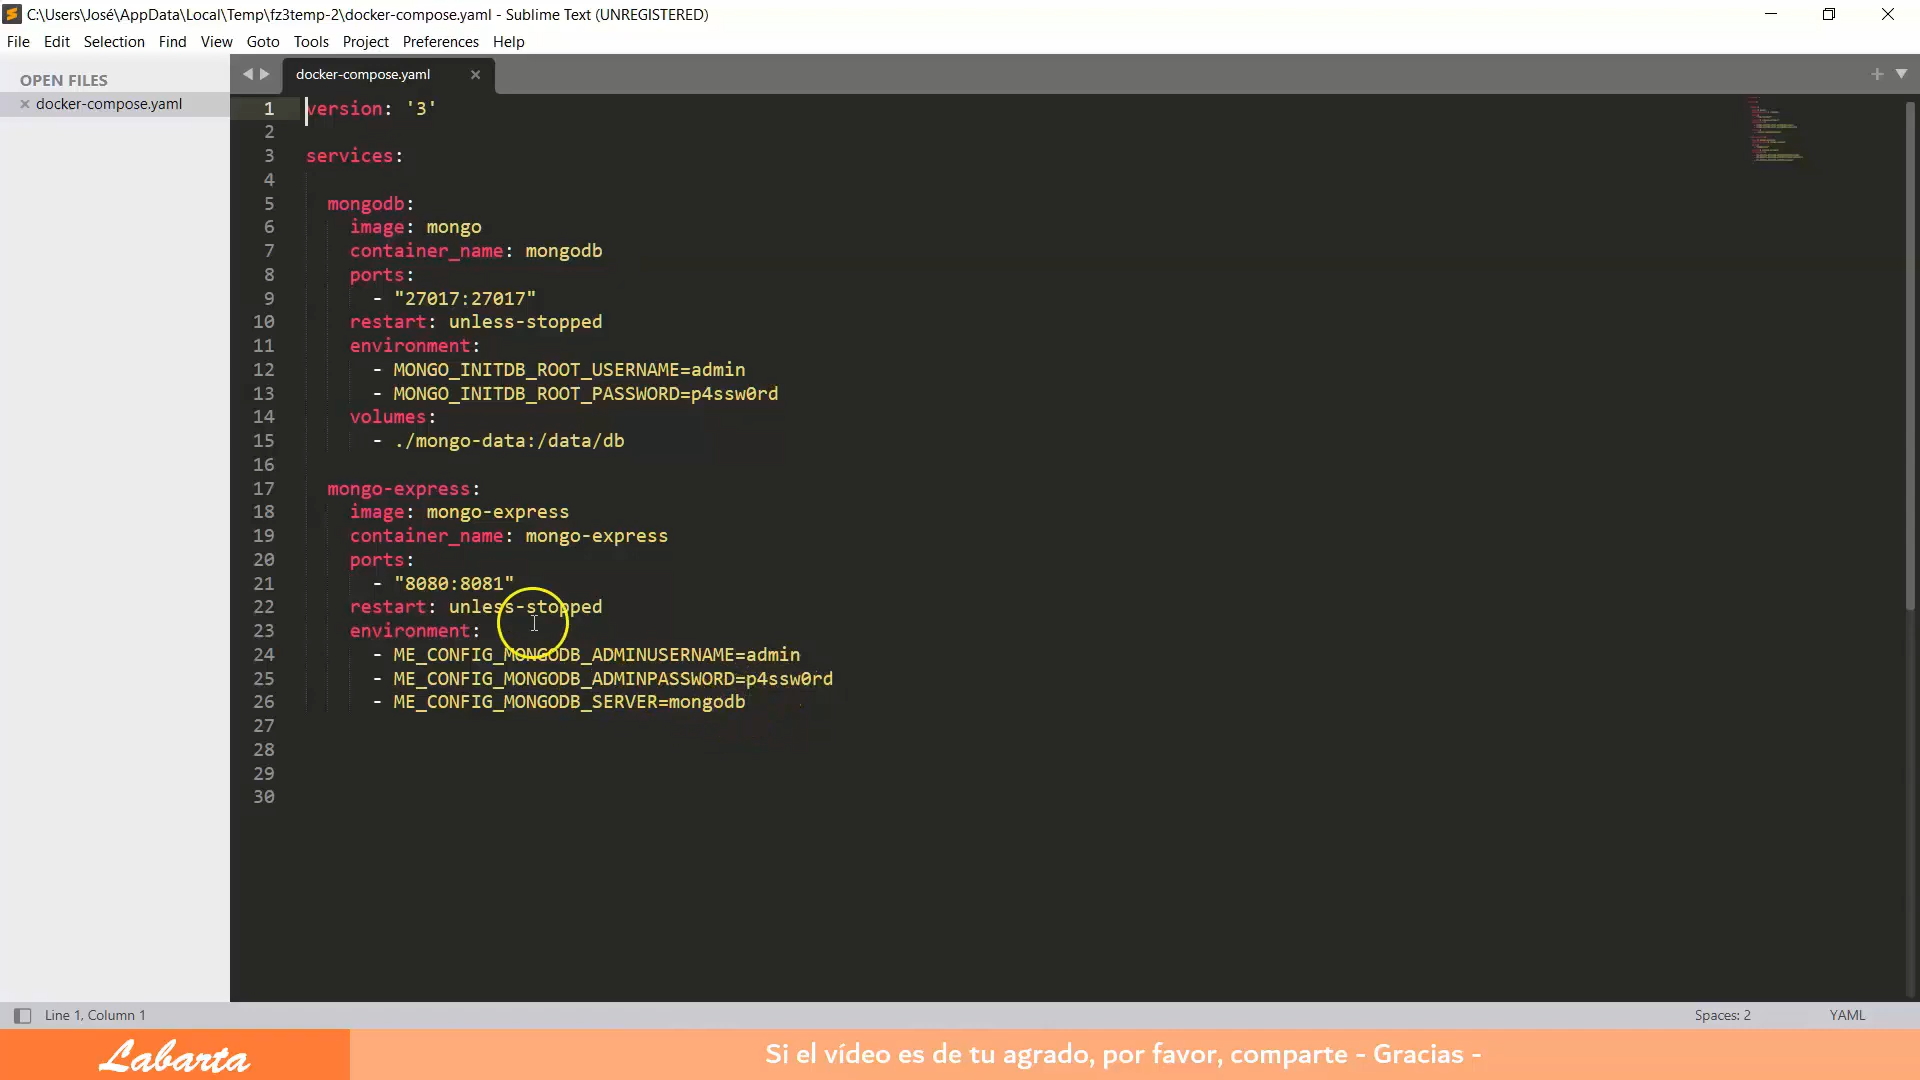 C:\Users\José\AppData\Local\Temp\fz3temp-2\docker-compose.yaml - Sublime Text (UNREGISTERED)
File Edit Selection Find View Goto Tools Project Preferences Help
OPEN FILES
docker-compose.yaml
docker-compose.yaml
1 version: '3'
2
3 services:
4
5 mongodb:
6 image: mongo
7 container_name: mongodb
8 ports:
9 - "27017:27017"
10 restart: unless-stopped
11 environment:
12 - MONGO_INITDB_ROOT_USERNAME=admin
13 - MONGO_INITDB_ROOT_PASSWORD=p4ssw0rd
14 volumes:
15 - ./mongo-data:/data/db
16
17 mongo-express:
18 image: mongo-express
19 container_name: mongo-express
20 ports:
21 - "8080:8081"
22 restart: unless-stopped
23 environment:
24 - ME_CONFIG_MONGODB_ADMINUSERNAME=admin
25 - ME_CONFIG_MONGODB_ADMINPASSWORD=p4ssw0rd
26 - ME_CONFIG_MONGODB_SERVER=mongodb
27
28
29
30
Line 1, Column 1 Spaces: 2 YAML
Labarta Si el vídeo es de tu agrado, por favor, comparte - Gracias -